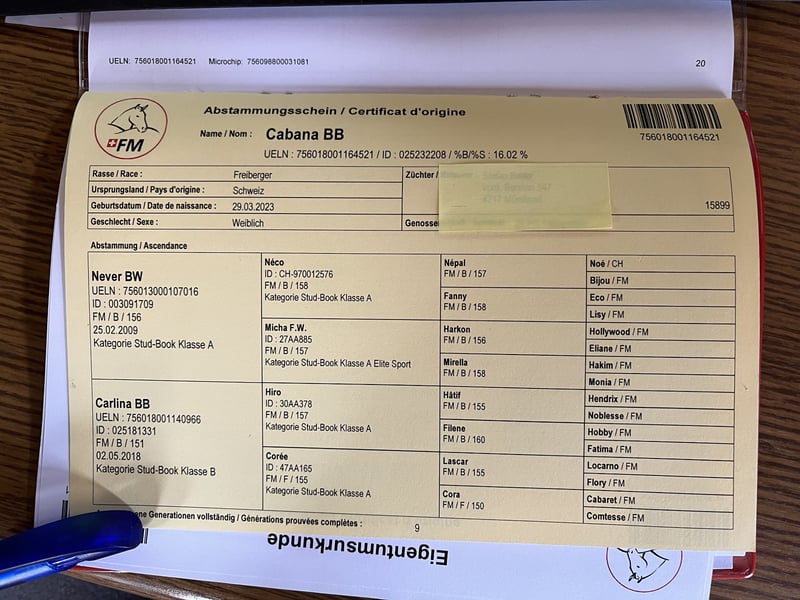 UELN: 756018001164521 Microchip: 756098800031081
20
Abstammungsschein / Certificat d'origine
FM
Name / Nom : Cabana BB
756018001164521
UELN : 756018001164521 / ID : 025232208 / %B/%S : 16.02 %
Rasse / Race : Freiberger
Züchter /
Ursprungsland / Pays d'origine : Schweiz
Geburtsdatum / Date de naissance : 29.03.2023
15899
Geschlecht / Sexe : Weiblich
Genosse
Abstammung / Ascendance
Never BW
UELN : 756013000107016
ID : 003091709
FM / B / 156
25.02.2009
Kategorie Stud-Book Klasse A
Carlina BB
UELN : 756018001140966
ID : 025181331
FM / B / 151
02.05.2018
Kategorie Stud-Book Klasse B
Néco
ID : CH-970012576
FM / B / 158
Kategorie Stud-Book Klasse A
Micha F.W.
ID : 27AA885
FM / B / 157
Kategorie Stud-Book Klasse A Elite Sport
Hiro
ID : 30AA378
FM / B / 157
Kategorie Stud-Book Klasse A
Corée
ID : 47AA165
FM / F / 155
Kategorie Stud-Book Klasse A
Népal
FM / B / 157
Fanny
FM / B / 158
Harkon
FM / B / 156
Mirella
FM / B / 158
Hâtif
FM / B / 155
Filene
FM / B / 160
Lascar
FM / B / 155
Cora
FM / F / 150
Noé / CH
Bijou / FM
Eco / FM
Lisy / FM
Hollywood / FM
Eliane / FM
Hakim / FM
Monia / FM
Hendrix / FM
Noblesse / FM
Hobby / FM
Fatima / FM
Locarno / FM
Flory / FM
Cabaret / FM
Comtesse / FM
ene Generationen vollständig / Générations prouvées complètes : 9
Eigentumsurkunde